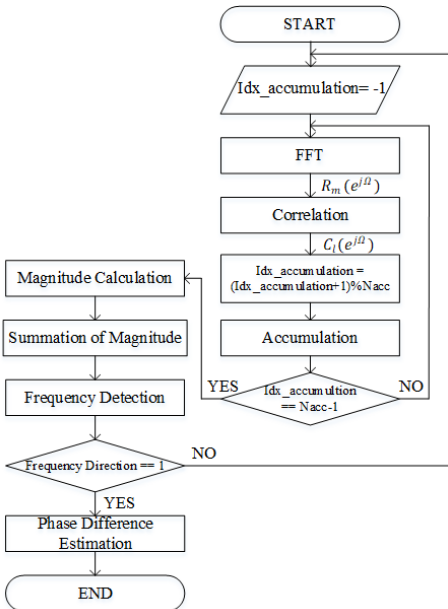 START
Idx_accumulation= -1
FFT
R_m(e^{jΩ})
Correlation
C_l(e^{jΩ})
Idx_accumulation =
(Idx_accumulation+1)%Nacc
Accumulation
Idx_accumultion
== Nacc-1
YES
NO
Magnitude Calculation
Summation of Magnitude
Frequency Detection
Frequency Direction == 1
NO
YES
Phase Difference
Estimation
END